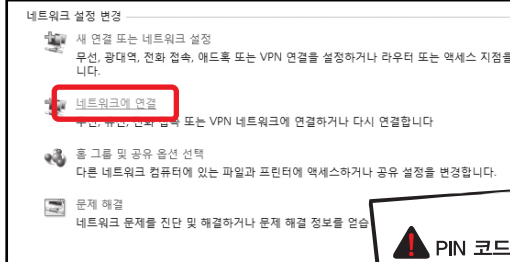 네트워크 설정 변경
새 연결 또는 네트워크 설정
무선, 광대역, 전화 접속, 애드혹 또는 VPN 연결을 설정하거나 라우터 또는 액세스 지점을
니다.
네트워크에 연결
무선, 유선, 전화 접속 또는 VPN 네트워크에 연결하거나 다시 연결합니다
홈 그룹 및 공유 옵션 선택
다른 네트워크 컴퓨터에 있는 파일과 프린터에 액세스하거나 공유 설정을 변경합니다.
문제 해결
네트워크 문제를 진단 및 해결하거나 문제 해결 정보를 얻습
PIN 코드